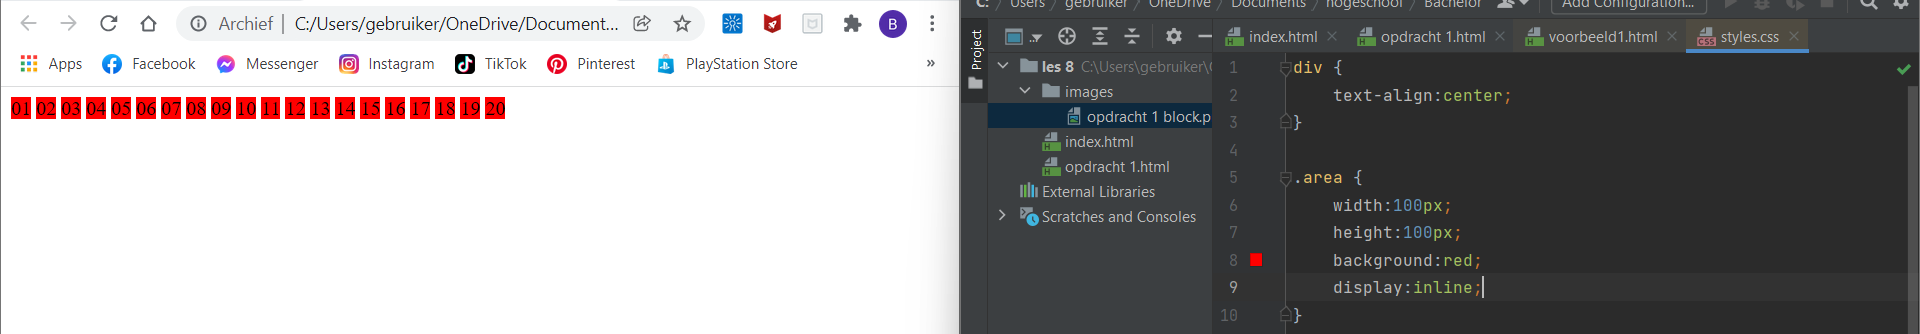 Archief | C:/Users/gebruiker/OneDrive/Document...
B
Apps Facebook Messenger Instagram TikTok Pinterest PlayStation Store »
01 02 03 04 05 06 07 08 09 10 11 12 13 14 15 16 17 18 19 20
C: Users gebruiker OneDrive Documents hogeschool Bachelor
Add Configuration...
Project
index.html opdracht 1.html voorbeeld1.html styles.css
les 8 C:\Users\gebruiker\
images
opdracht 1 block.p
index.html
opdracht 1.html
External Libraries
Scratches and Consoles
1 div {
2 text-align:center;
3 }
4
5 .area {
6 width:100px;
7 height:100px;
8 background:red;
9 display:inline;
10 }